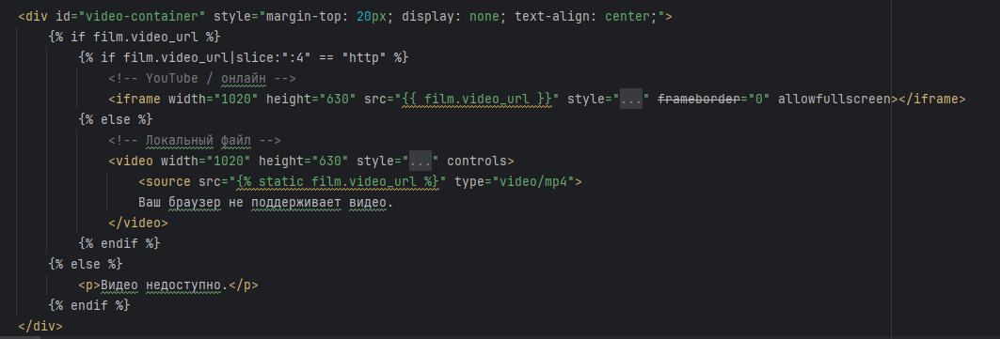 <div id="video-container" style="margin-top: 20px; display: none; text-align: center;">
{% if film.video_url %}
{% if film.video_url|slice:":4" == "http" %}
<!-- YouTube / онлайн -->
<iframe width="1020" height="630" src="{{ film.video_url }}" style="..." frameborder="0" allowfullscreen></iframe>
{% else %}
<!-- Локальный файл -->
<video width="1020" height="630" style="..." controls>
<source src="{% static film.video_url %}" type="video/mp4">
Ваш браузер не поддерживает видео.
</video>
{% endif %}
{% else %}
<p>Видео недоступно.</p>
{% endif %}
</div>